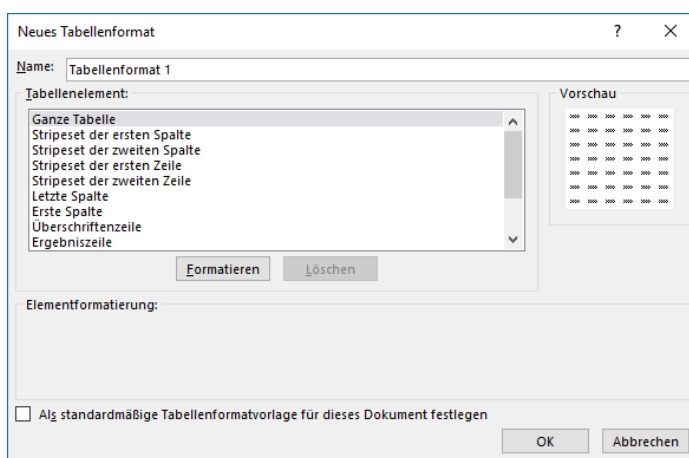 Neues Tabellenformat
Name: Tabellenformat 1
Tabellenelement:
Ganze Tabelle
Stripeset der ersten Spalte
Stripeset der zweiten Spalte
Stripeset der ersten Zeile
Stripeset der zweiten Zeile
Letzte Spalte
Erste Spalte
Überschriftenzeile
Ergebniszeile
Formatieren Löschen
Vorschau
Elementformatierung:
Als standardmäßige Tabellenformatvorlage für dieses Dokument festlegen
OK Abbrechen